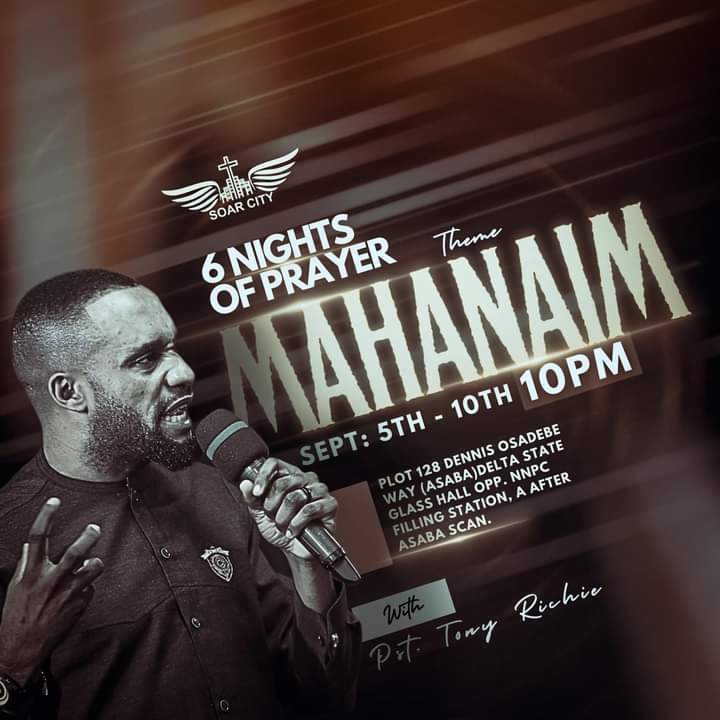 SOAR CITY
6 NIGHTS
OF PRAYER
Theme
MAHANAIM
SEPT: 5TH - 10TH 10PM
PLOT 128 DENNIS OSADEBE
WAY (ASABA)DELTA STATE
GLASS HALL OPP. NNPC
FILLING STATION, A AFTER
ASABA SCAN.
With
Pst. Tony Richie